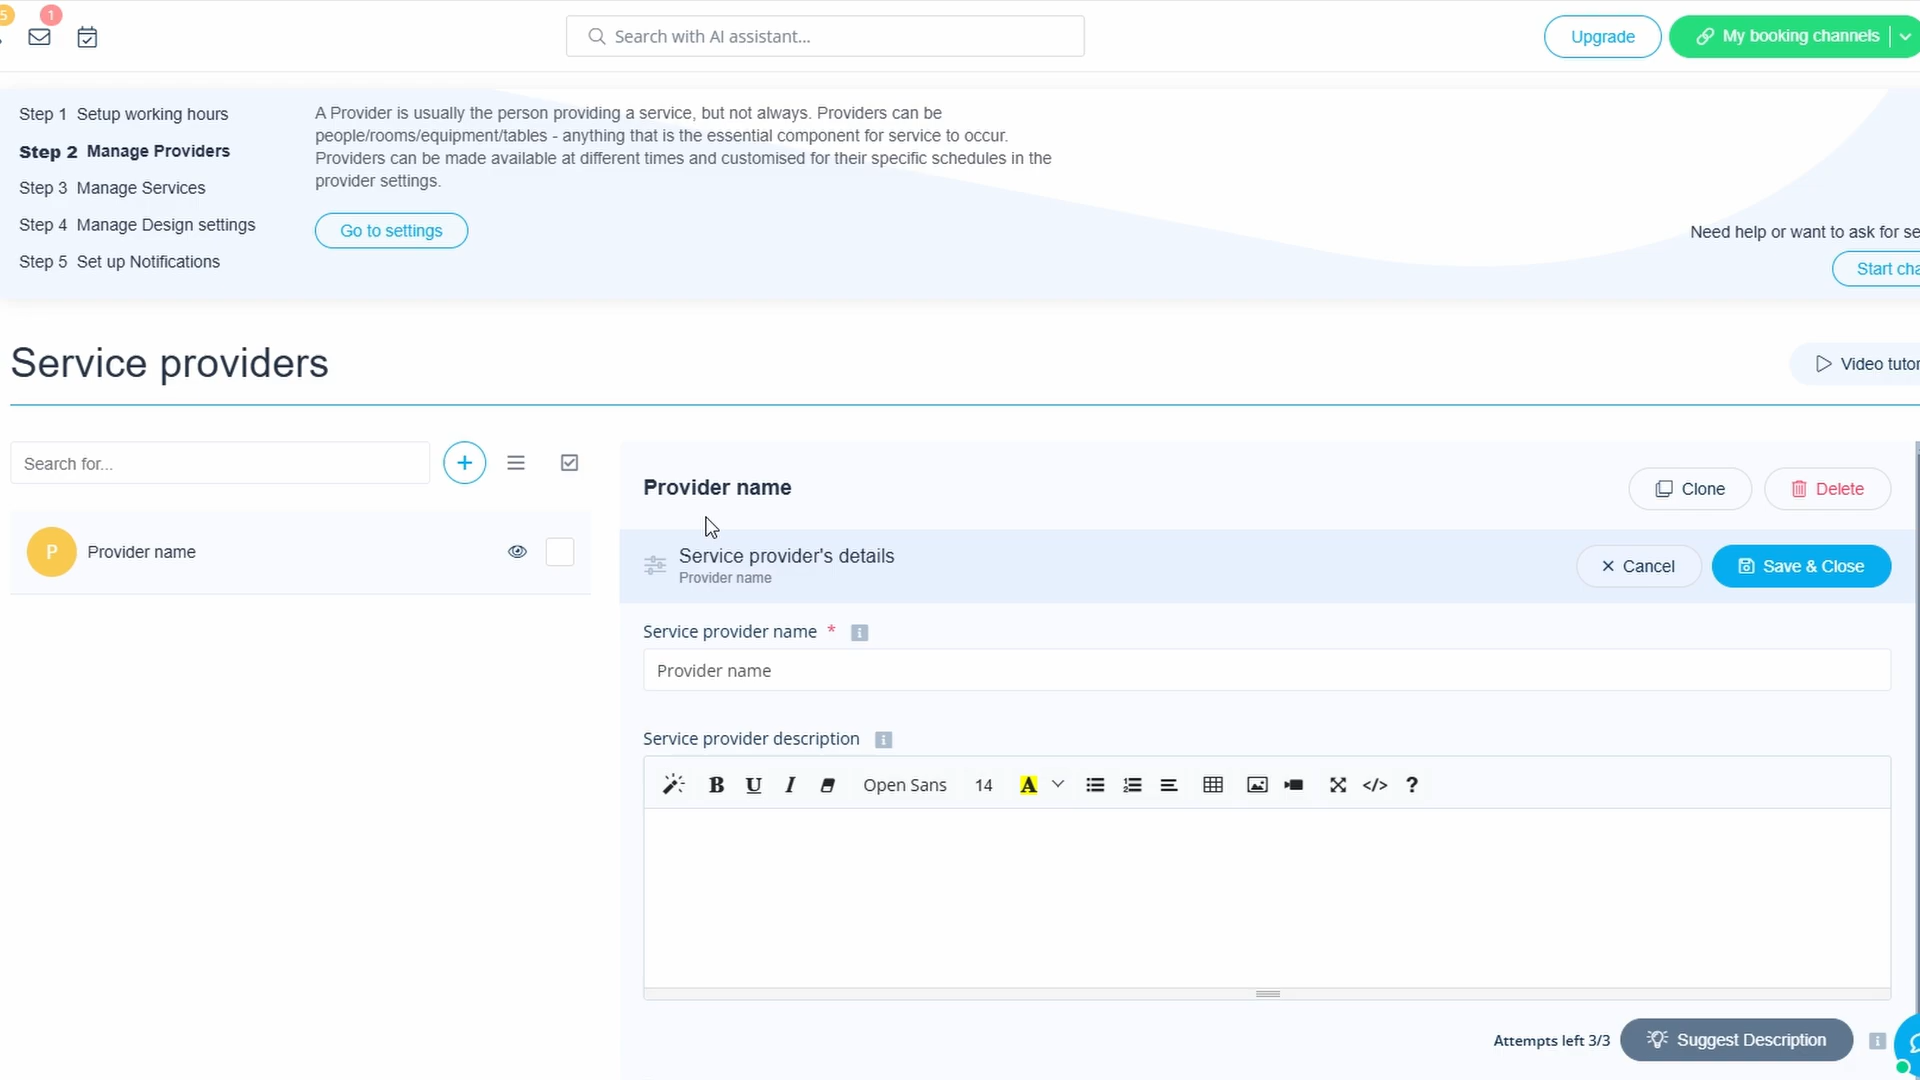 5
1
Search with AI assistant...
Upgrade
My booking channels
Step 1 Setup working hours
Step 2 Manage Providers
Step 3 Manage Services
Step 4 Manage Design settings
Step 5 Set up Notifications
A Provider is usually the person providing a service, but not always. Providers can be
people/rooms/equipment/tables - anything that is the essential component for service to occur.
Providers can be made available at different times and customised for their specific schedules in the
provider settings.
Go to settings
Need help or want to ask for se
Start cha
Service providers
Video tutor
Search for...
P
Provider name
Provider name
Clone
Delete
Service provider's details
Provider name
Cancel
Save & Close
Service provider name *
Provider name
Service provider description
B U I Open Sans 14 A </> ?
Attempts left 3/3
Suggest Description